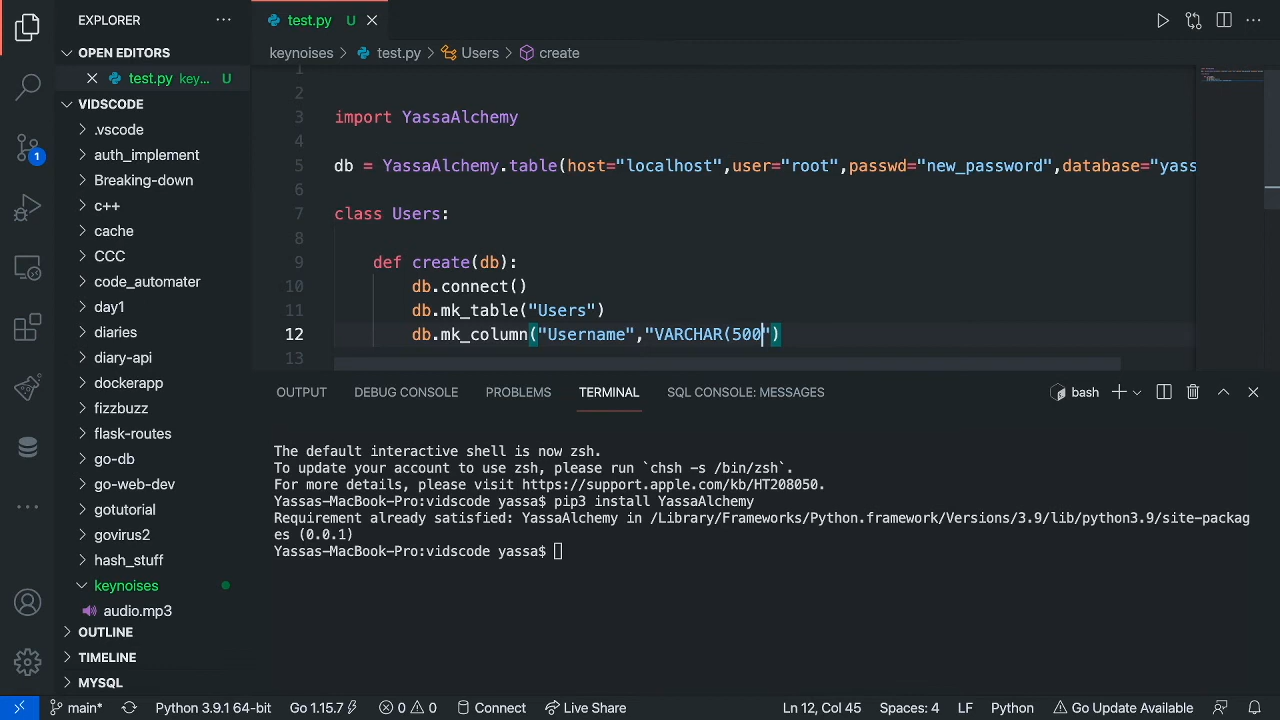 EXPLORER
OPEN EDITORS
test.py key... U
VIDSCODE
.vscode
auth_implement
Breaking-down
c++
cache
CCC
code_automater
day1
diaries
diary-api
dockerapp
fizzbuzz
flask-routes
go-db
go-web-dev
gotutorial
govirus2
hash_stuff
keynoises
audio.mp3
OUTLINE
TIMELINE
MYSQL
1
test.py U
keynoises > test.py > Users > create
1
2
3 import YassaAlchemy
4
5 db = YassaAlchemy.table(host="localhost",user="root",passwd="new_password",database="yass
6
7 class Users:
8
9 def create(db):
10 db.connect()
11 db.mk_table("Users")
12 db.mk_column("Username","VARCHAR(500")
13
OUTPUT DEBUG CONSOLE PROBLEMS TERMINAL SQL CONSOLE: MESSAGES bash
The default interactive shell is now zsh.
To update your account to use zsh, please run `chsh -s /bin/zsh`.
For more details, please visit https://support.apple.com/kb/HT208050.
Yassas-MacBook-Pro:vidscode yassa$ pip3 install YassaAlchemy
Requirement already satisfied: YassaAlchemy in /Library/Frameworks/Python.framework/Versions/3.9/lib/python3.9/site-packag
es (0.0.1)
Yassas-MacBook-Pro:vidscode yassa$
main* Python 3.9.1 64-bit Go 1.15.7 0 0 Connect Live Share Ln 12, Col 45 Spaces: 4 LF Python Go Update Available